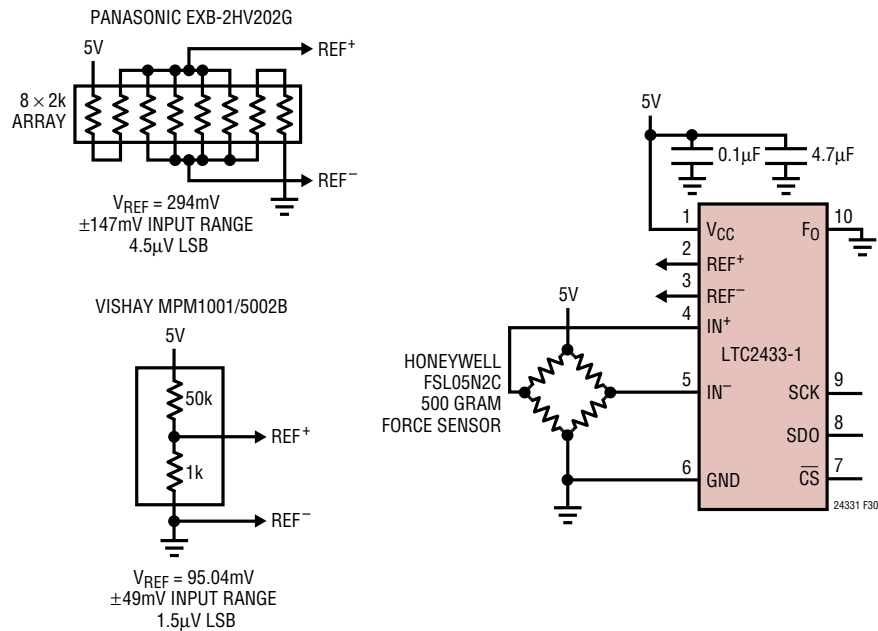 PANASONIC EXB-2HV202G
5V
REF+
8 × 2k
ARRAY
REF–
VREF = 294mV
±147mV INPUT RANGE
4.5µV LSB
VISHAY MPM1001/5002B
5V
50k
REF+
1k
REF–
VREF = 95.04mV
±49mV INPUT RANGE
1.5µV LSB
5V
0.1µF
4.7µF
1
VCC
FO
10
2
REF+
3
REF–
4
IN+
5V
LTC2433-1
HONEYWELL
FSL05N2C
500 GRAM
FORCE SENSOR
5
IN–
SCK
9
SDO
8
6
GND
CS
7
24331 F30